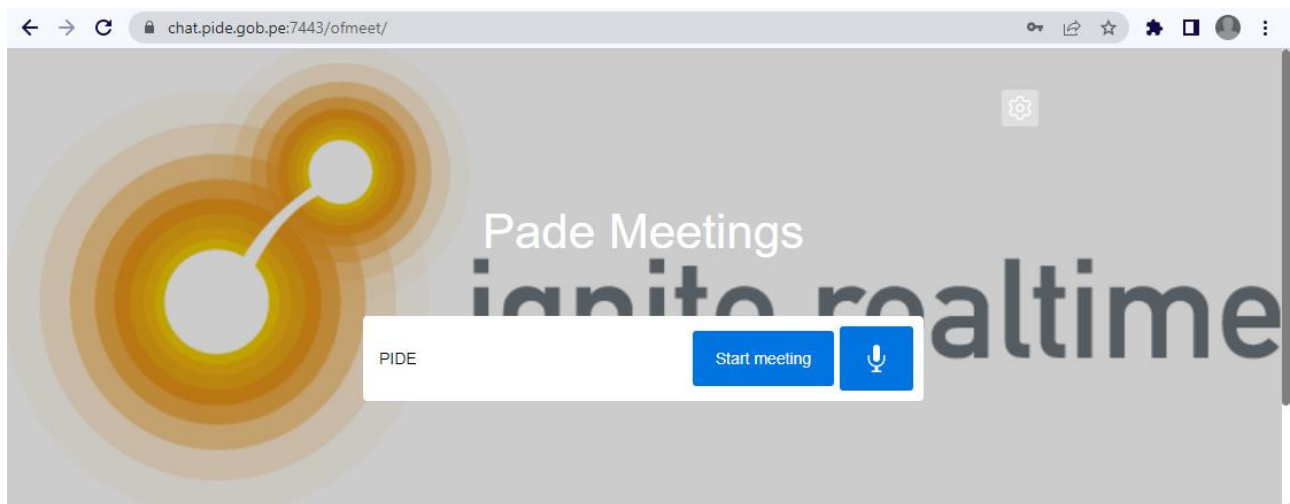 chat.pide.gob.pe:7443/ofmeet/
Pade Meetings
ignite realtime
PIDE
Start meeting